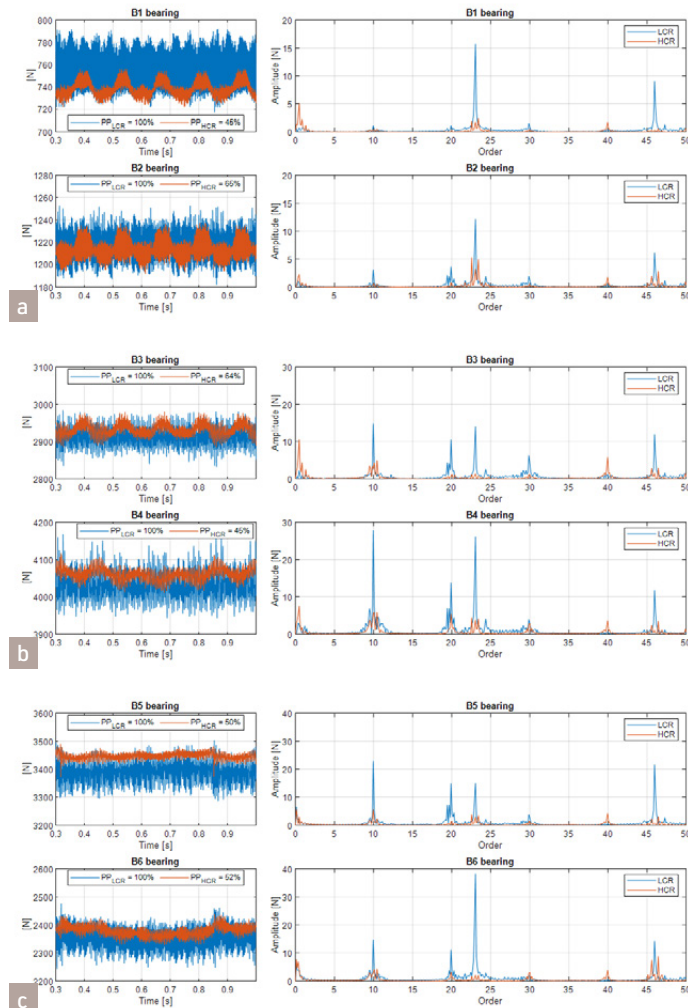 B1 bearing
800
780
760
740
720
700
[N]
PP_LCR = 100% PP_HCR = 46%
0.3 0.4 0.5 0.6 0.7 0.8 0.9
Time [s]
B1 bearing
20
15
10
5
0
Amplitude [N]
LCR
HCR
0 5 10 15 20 25 30 35 40 45 50
Order
B2 bearing
1280
1260
1240
1220
1200
1180
[N]
PP_LCR = 100% PP_HCR = 65%
0.3 0.4 0.5 0.6 0.7 0.8 0.9
Time [s]
B2 bearing
20
15
10
5
0
Amplitude [N]
LCR
HCR
0 5 10 15 20 25 30 35 40 45 50
Order
a
B3 bearing
3100
3000
2900
2800
[N]
PP_LCR = 100% PP_HCR = 64%
0.3 0.4 0.5 0.6 0.7 0.8 0.9
Time [s]
B3 bearing
30
20
10
0
Amplitude [N]
LCR
HCR
0 5 10 15 20 25 30 35 40 45 50
Order
B4 bearing
4200
4100
4000
3900
[N]
PP_LCR = 100% PP_HCR = 45%
0.3 0.4 0.5 0.6 0.7 0.8 0.9
Time [s]
B4 bearing
30
20
10
0
Amplitude [N]
LCR
HCR
0 5 10 15 20 25 30 35 40 45 50
Order
b
B5 bearing
3600
3500
3400
3300
3200
[N]
PP_LCR = 100% PP_HCR = 50%
0.3 0.4 0.5 0.6 0.7 0.8 0.9
Time [s]
B5 bearing
40
30
20
10
0
Amplitude [N]
LCR
HCR
0 5 10 15 20 25 30 35 40 45 50
Order
B6 bearing
2600
2500
2400
2300
2200
[N]
PP_LCR = 100% PP_HCR = 52%
0.3 0.4 0.5 0.6 0.7 0.8 0.9
Time [s]
B6 bearing
40
30
20
10
0
Amplitude [N]
LCR
HCR
0 5 10 15 20 25 30 35 40 45 50
Order
c